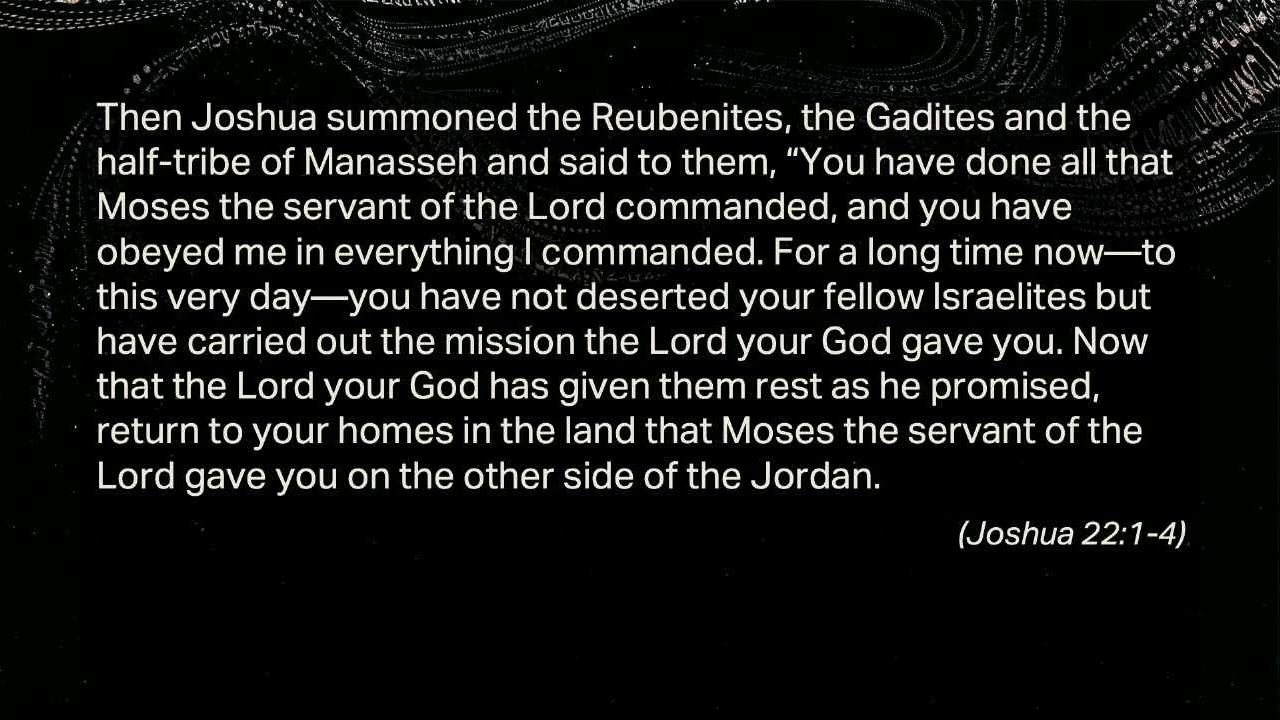 Then Joshua summoned the Reubenites, the Gadites and the
half-tribe of Manasseh and said to them, “You have done all that
Moses the servant of the Lord commanded, and you have
obeyed me in everything I commanded. For a long time now—to
this very day—you have not deserted your fellow Israelites but
have carried out the mission the Lord your God gave you. Now
that the Lord your God has given them rest as he promised,
return to your homes in the land that Moses the servant of the
Lord gave you on the other side of the Jordan.
(Joshua 22:1-4)